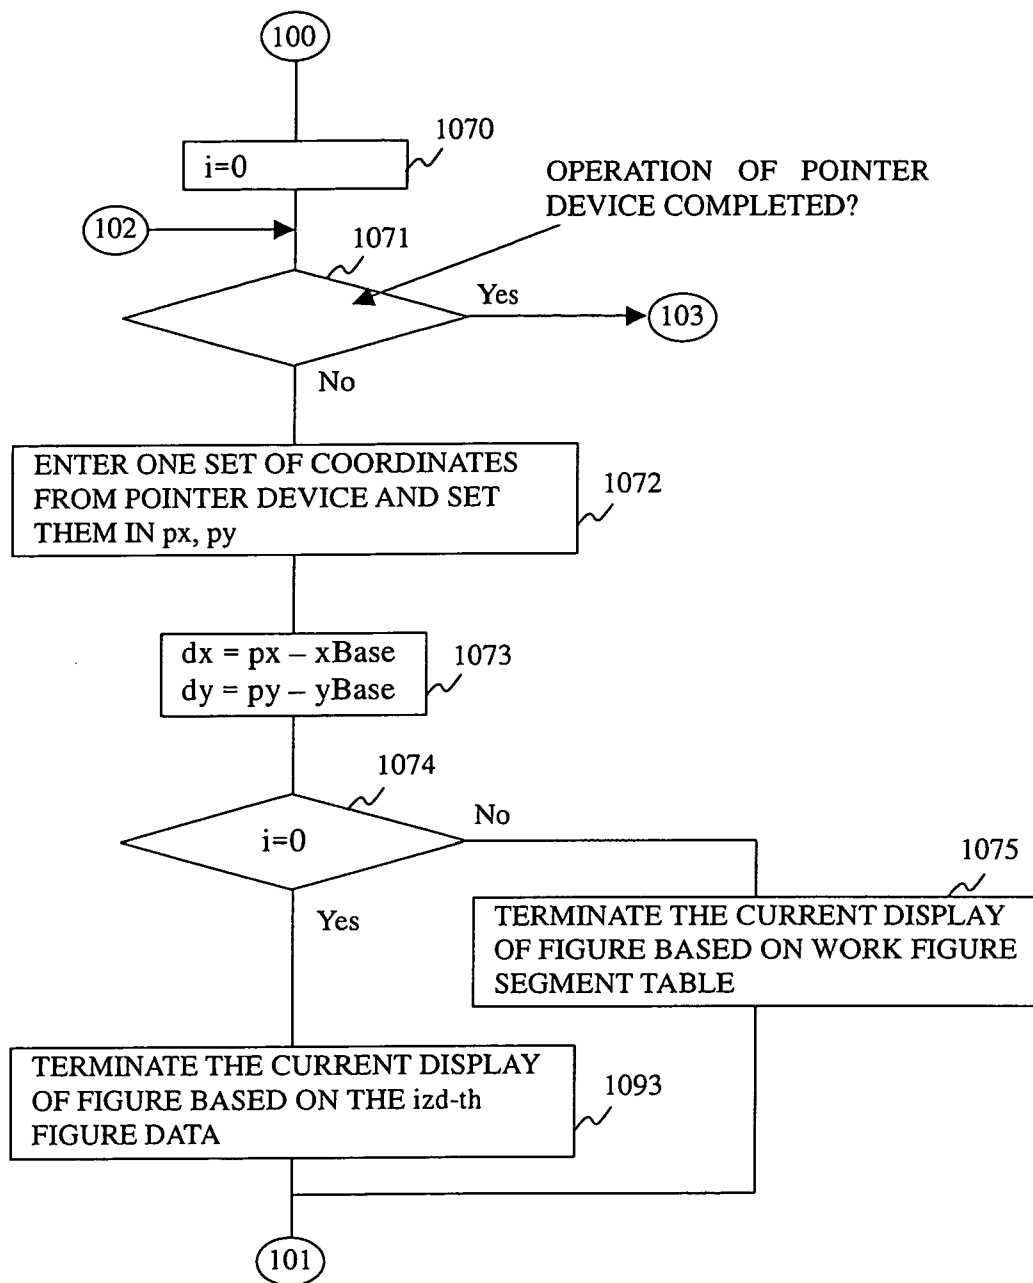 100
1070
i=0
OPERATION OF POINTER
DEVICE COMPLETED?
102
1071
Yes
103
No
ENTER ONE SET OF COORDINATES
FROM POINTER DEVICE AND SET
THEM IN px, py
1072
dx = px – xBase
dy = py – yBase
1073
1074
i=0
No
1075
Yes
TERMINATE THE CURRENT DISPLAY
OF FIGURE BASED ON WORK FIGURE
SEGMENT TABLE
TERMINATE THE CURRENT DISPLAY
OF FIGURE BASED ON THE izd-th
FIGURE DATA
1093
101